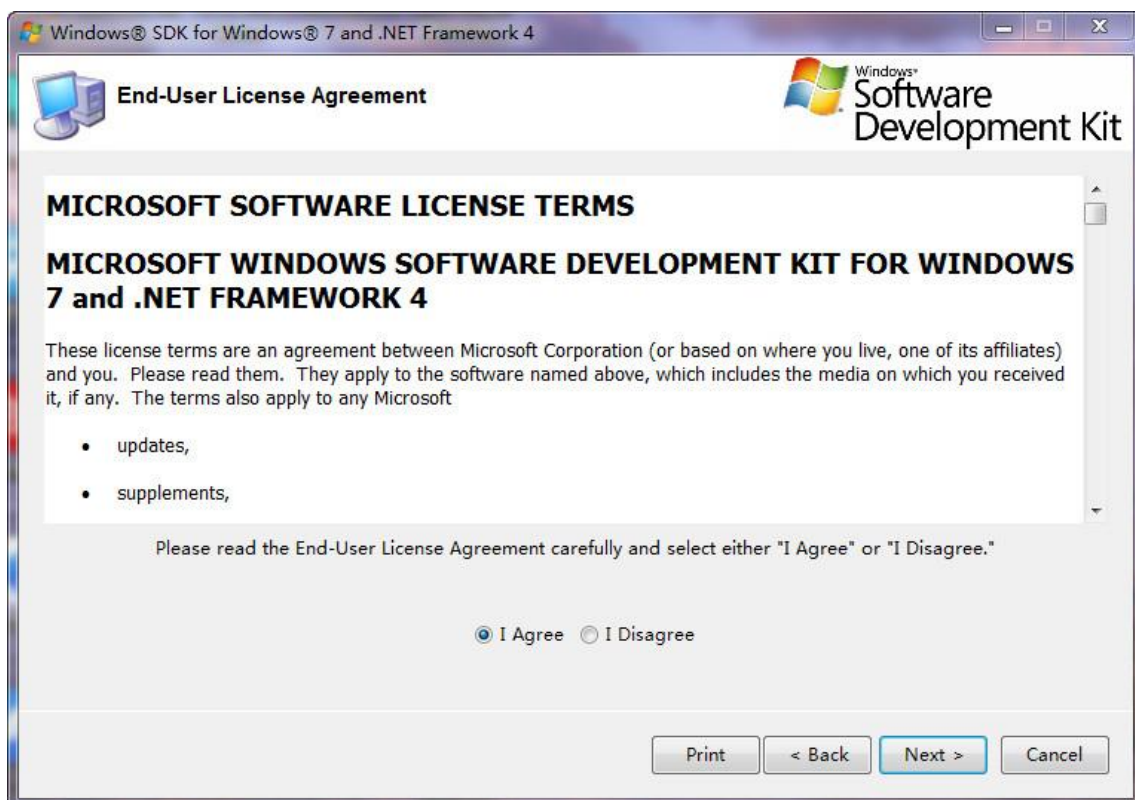 Windows® SDK for Windows® 7 and .NET Framework 4
End-User License Agreement
Windows®
Software
Development Kit
MICROSOFT SOFTWARE LICENSE TERMS
MICROSOFT WINDOWS SOFTWARE DEVELOPMENT KIT FOR WINDOWS
7 and .NET FRAMEWORK 4
These license terms are an agreement between Microsoft Corporation (or based on where you live, one of its affiliates)
and you.  Please read them.  They apply to the software named above, which includes the media on which you received
it, if any.  The terms also apply to any Microsoft
• updates,
• supplements,
Please read the End-User License Agreement carefully and select either "I Agree" or "I Disagree."
I Agree I Disagree
Print < Back Next > Cancel